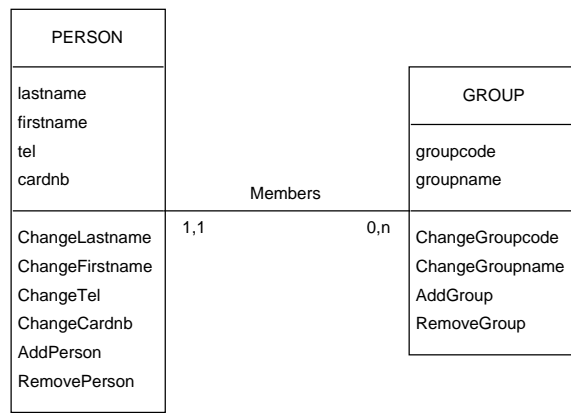 PERSON
lastname
firstname
tel
cardnb
ChangeLastname
ChangeFirstname
ChangeTel
ChangeCardnb
AddPerson
RemovePerson
Members
1,1
0,n
GROUP
groupcode
groupname
ChangeGroupcode
ChangeGroupname
AddGroup
RemoveGroup